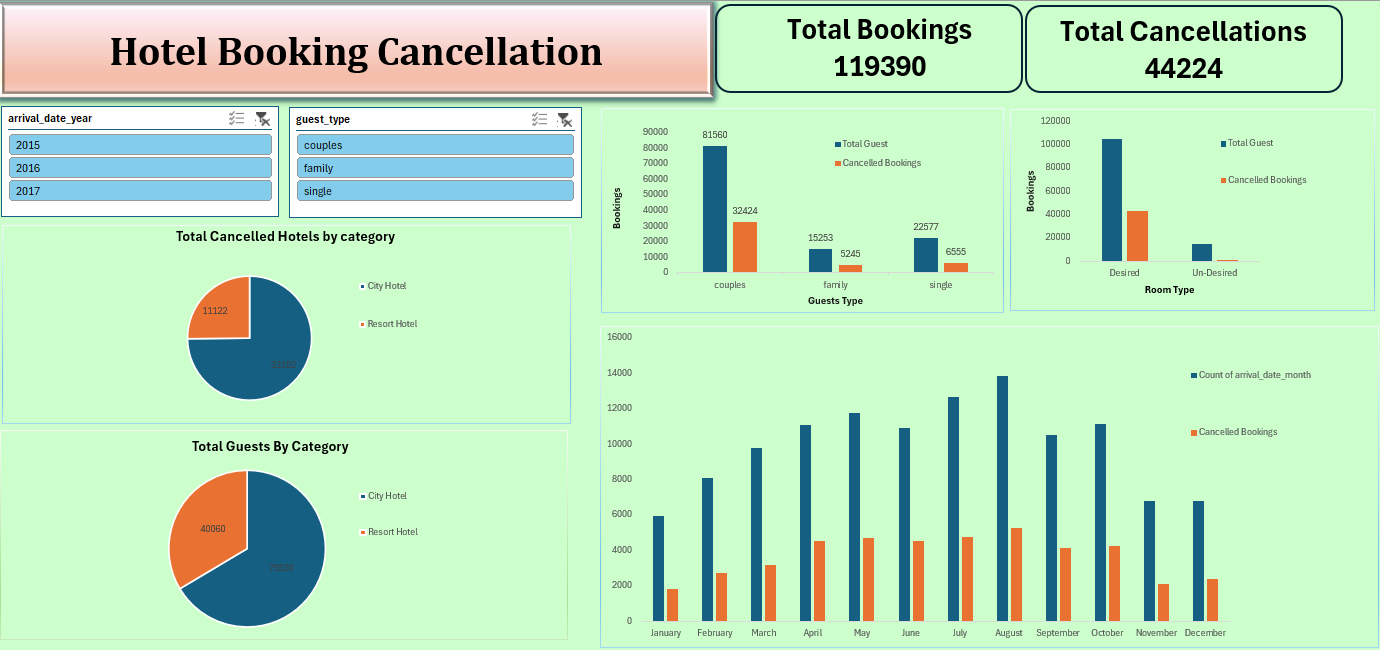 Hotel Booking Cancellation
Total Bookings
119390
Total Cancellations
44224
arrival_date_year
2015
2016
2017
guest_type
couples
family
single
Total Cancelled Hotels by category
11122
City Hotel
Resort Hotel
Total Guests By Category
40060
City Hotel
Resort Hotel
90000
80000
70000
60000
50000
40000
30000
20000
10000
0
Bookings
81560
32424
15253
5245
22577
6555
Total Guest
Cancelled Bookings
couples
family
single
Guests Type
120000
100000
80000
60000
40000
20000
0
Bookings
Total Guest
Cancelled Bookings
Desired
Un-Desired
Room Type
16000
14000
12000
10000
8000
6000
4000
2000
0
Count of arrival_date_month
Cancelled Bookings
January
February
March
April
May
June
July
August
September
October
November
December